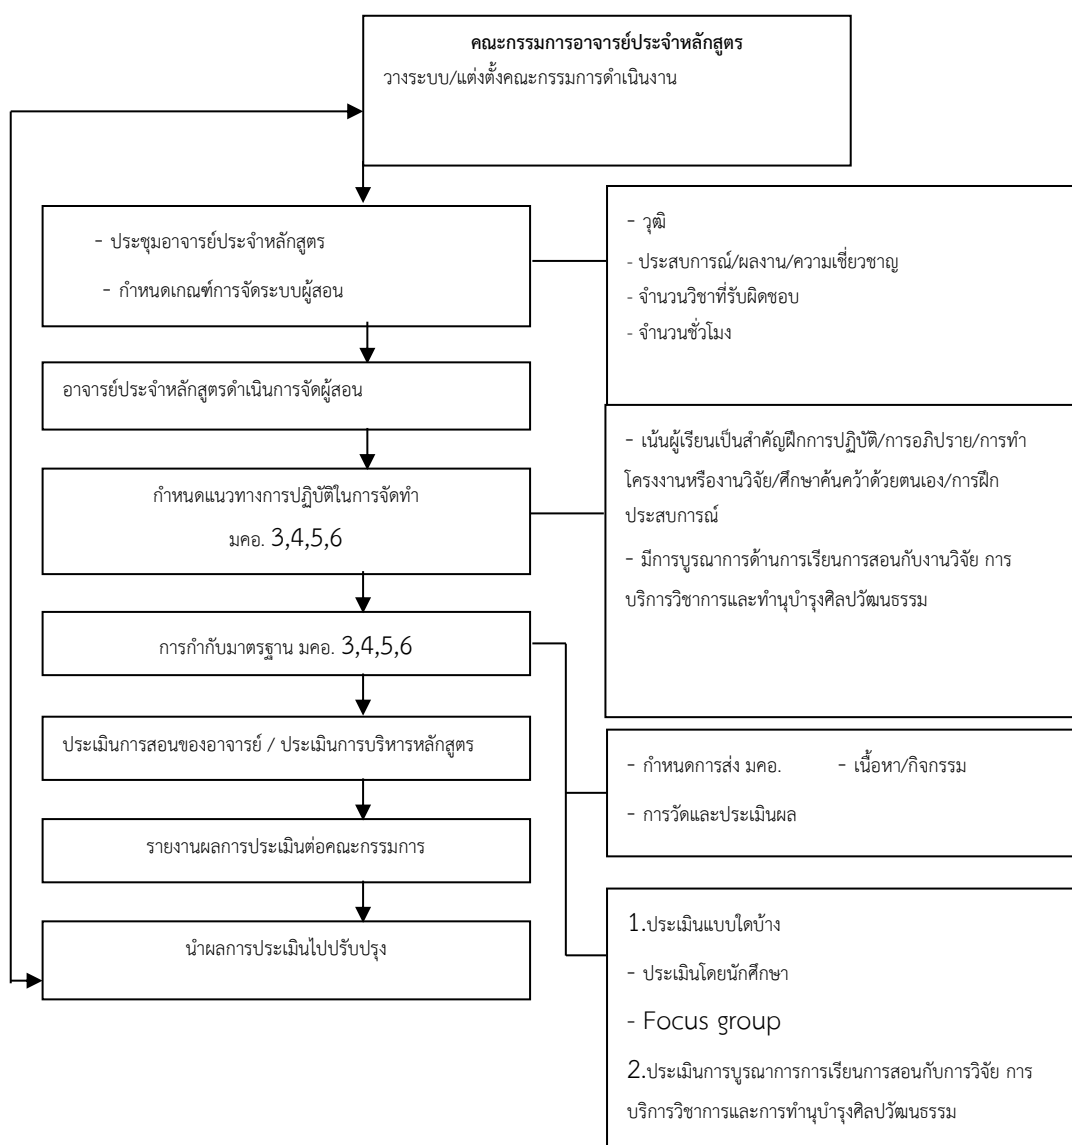 คณะกรรมการอาจารย์ประจำหลักสูตร
วางระบบ/แต่งตั้งคณะกรรมการดำเนินงาน
- ประชุมอาจารย์ประจำหลักสูตร
- กำหนดเกณฑ์การจัดระบบผู้สอน
- วุฒิ
- ประสบการณ์/ผลงาน/ความเชี่ยวชาญ
- จำนวนวิชาที่รับผิดชอบ
- จำนวนชั่วโมง
อาจารย์ประจำหลักสูตรดำเนินการจัดผู้สอน
กำหนดแนวทางการปฏิบัติในการจัดทำ
มคอ. 3,4,5,6
- เน้นผู้เรียนเป็นสำคัญฝึกการปฏิบัติ/การอภิปราย/การทำ
โครงงานหรืองานวิจัย/ศึกษาค้นคว้าด้วยตนเอง/การฝึก
ประสบการณ์
- มีการบูรณาการด้านการเรียนการสอนกับงานวิจัย การ
บริการวิชาการและทำนุบำรุงศิลปวัฒนธรรม
การกำกับมาตรฐาน มคอ. 3,4,5,6
ประเมินการสอนของอาจารย์ / ประเมินการบริหารหลักสูตร
- กำหนดการส่ง มคอ. - เนื้อหา/กิจกรรม
- การวัดและประเมินผล
รายงานผลการประเมินต่อคณะกรรมการ
นำผลการประเมินไปปรับปรุง
1.ประเมินแบบใดบ้าง
- ประเมินโดยนักศึกษา
- Focus group
2.ประเมินการบูรณาการการเรียนการสอนกับการวิจัย การ
บริการวิชาการและการทำนุบำรุงศิลปวัฒนธรรม